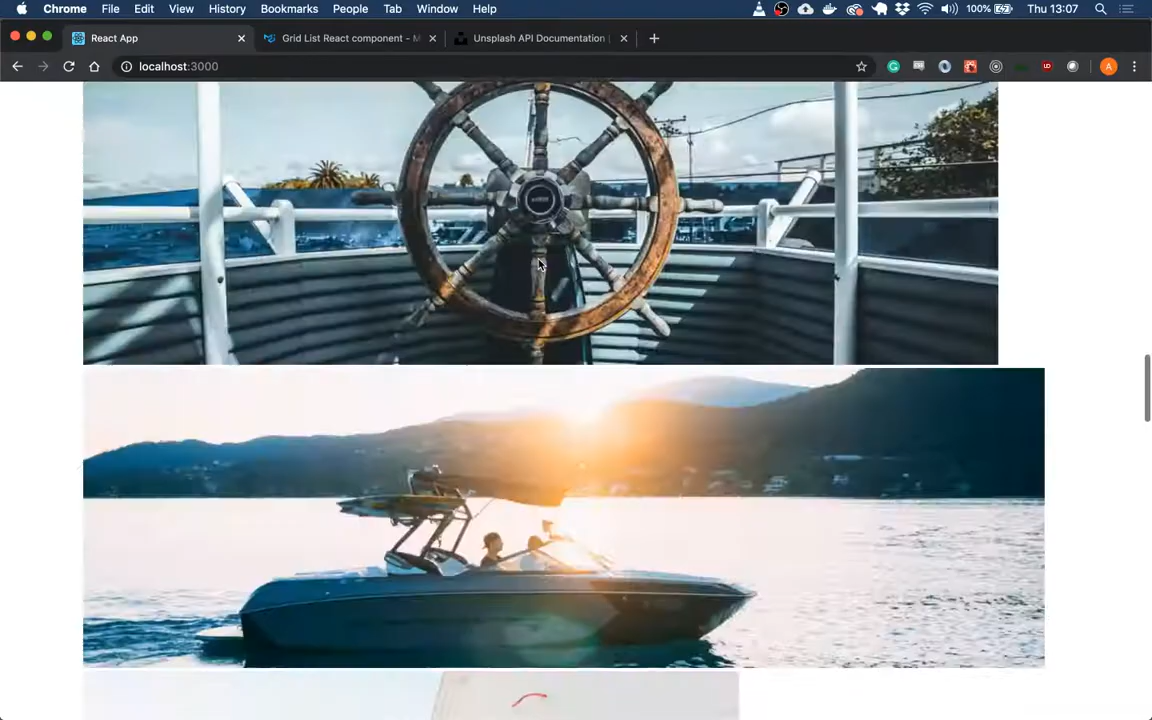 Chrome File Edit View History Bookmarks People Tab Window Help 100% Thu 13:07
React App
Grid List React component - M
Unsplash API Documentation
localhost:3000
A